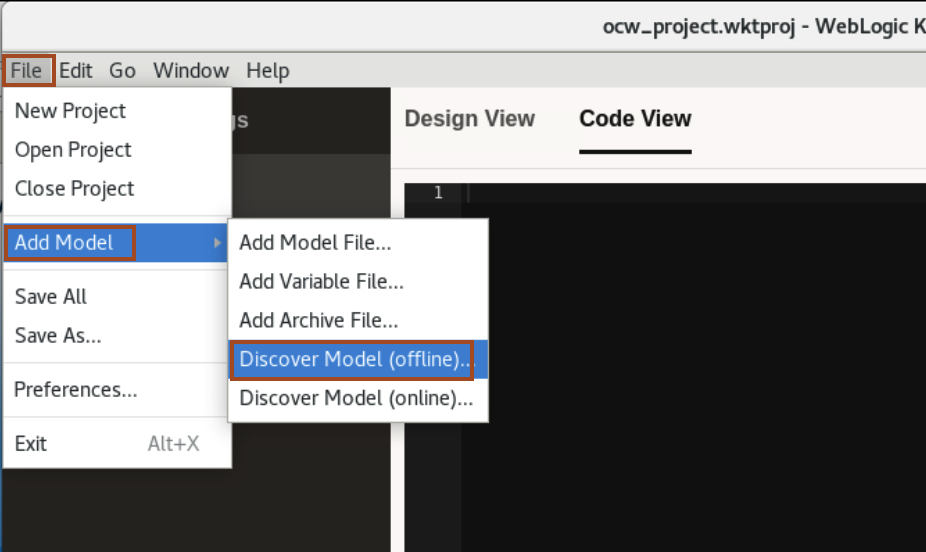 ocw_project.wktproj - WebLogic K
File Edit Go Window Help
New Project
Open Project
Close Project
Add Model
Save All
Save As...
Preferences...
Exit Alt+X
Add Model File...
Add Variable File...
Add Archive File...
Discover Model (offline)...
Discover Model (online)...
gs
Design View Code View
1